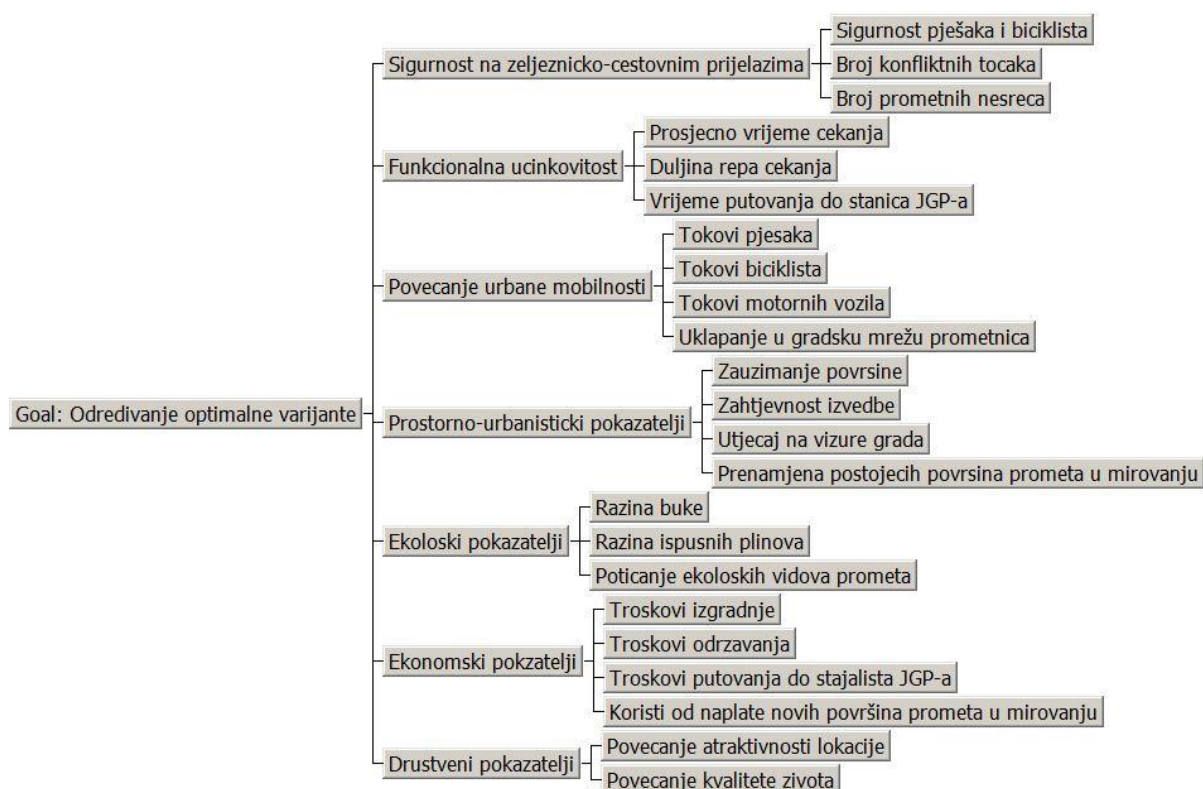 Sigurnost pješaka i biciklista
Sigurnost na zeljeznicko-cestovnim prijelazima
Broj konfliktnih tocaka
Broj prometnih nesreca
Prosjecno vrijeme cekanja
Funkcionalna ucinkovitost
Duljina repa cekanja
Vrijeme putovanja do stanica JGP-a
Tokovi pjesaka
Tokovi biciklista
Povecanje urbane mobilnosti
Tokovi motornih vozila
Uklapanje u gradsku mrežu prometnica
Zauzimanje povrsine
Zahtjevnost izvedbe
Goal: Odredivanje optimalne varijante
Prostorno-urbanisticki pokazatelji
Utjecaj na vizure grada
Prenamjena postojecih povrsina prometa u mirovanju
Razina buke
Ekoloski pokazatelji
Razina ispusnih plinova
Poticanje ekoloskih vidova prometa
Troskovi izgradnje
Troskovi odrzavanja
Ekonomski pokzatelji
Troskovi putovanja do stajalista JGP-a
Koristi od naplate novih površina prometa u mirovanju
Povecanje atraktivnosti lokacije
Drustveni pokazatelji
Povecanje kvalitete zivota